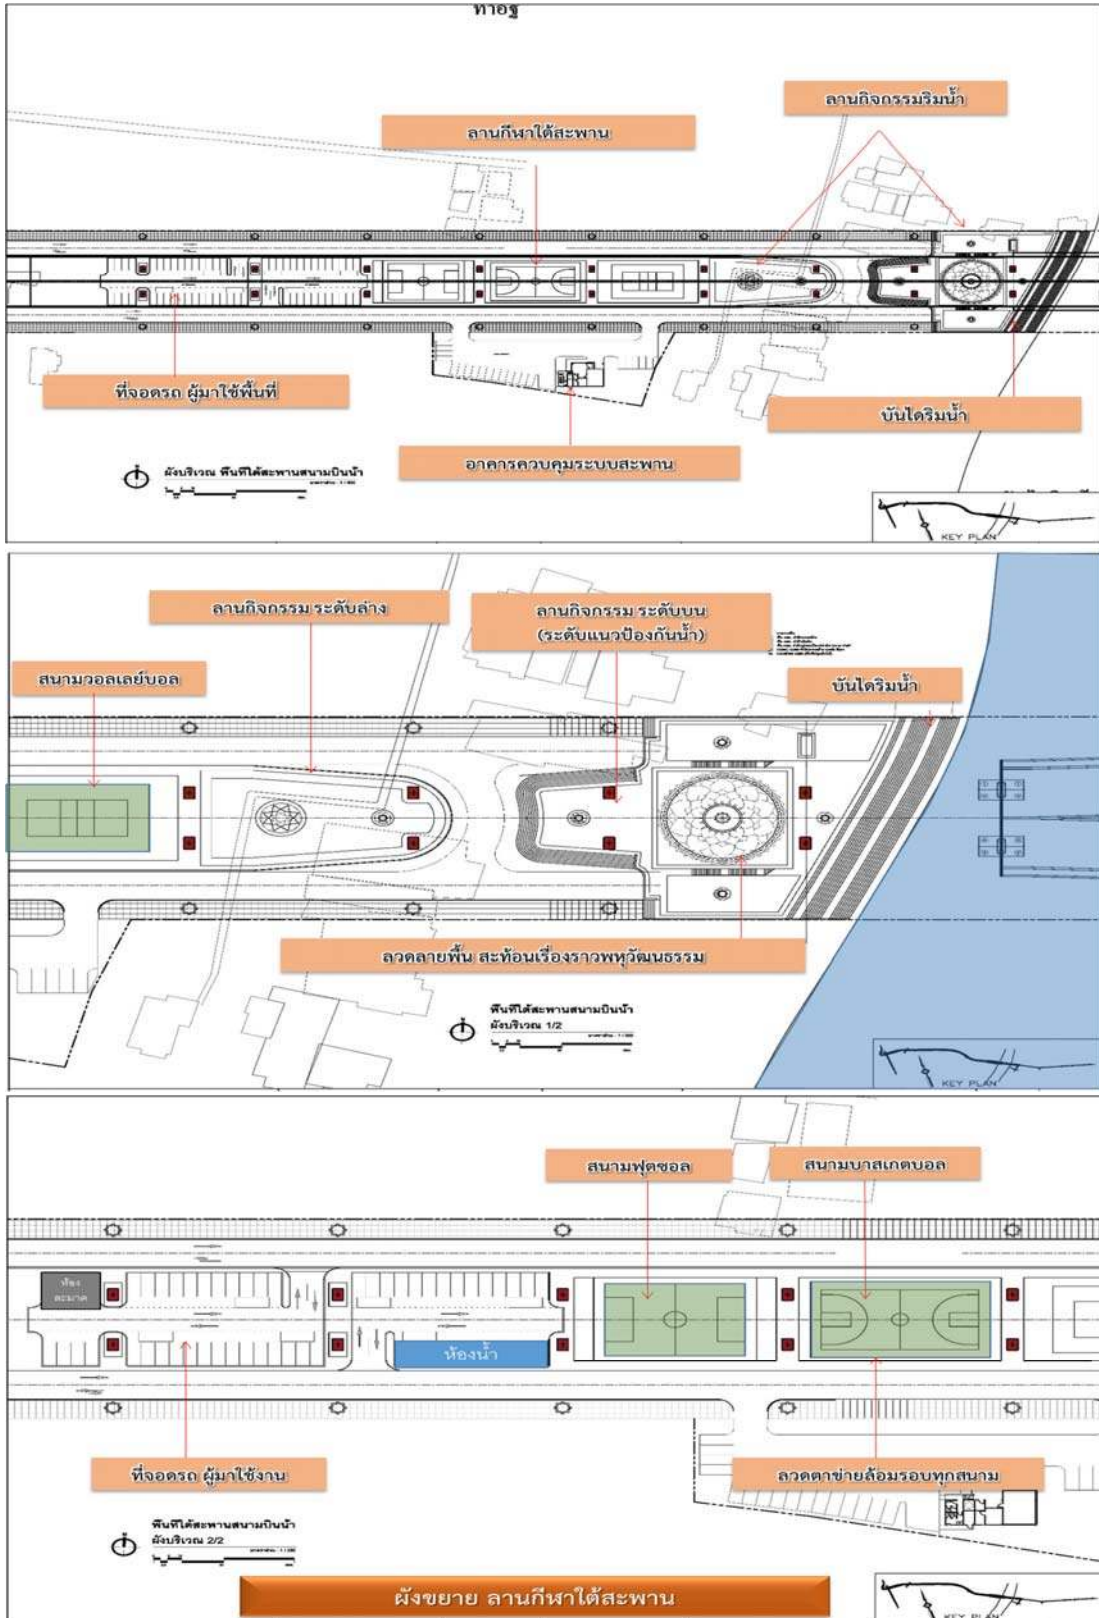 ท่าอิฐ
ลานกิจกรรมริมน้ำ
ลานกีฬาใต้สะพาน
ที่จอดรถ ผู้มาใช้พื้นที่
บันไดริมน้ำ
อาคารควบคุมระบบสะพาน
ผังบริเวณ พื้นที่ใต้สะพานสนามบินน้ำ
KEY PLAN
ลานกิจกรรม ระดับล่าง
ลานกิจกรรม ระดับบน
(ระดับแนวป้องกันน้ำ)
สนามวอลเลย์บอล
บันไดริมน้ำ
ลวดลายพื้น สะท้อนเรื่องราวพหุวัฒนธรรม
พื้นที่ใต้สะพานสนามบินน้ำ
ผังบริเวณ 1/2
KEY PLAN
สนามฟุตซอล
สนามบาสเกตบอล
ห้อง
ละมาด
ห้องน้ำ
ที่จอดรถ ผู้มาใช้งาน
ลวดตาข่ายล้อมรอบทุกสนาม
พื้นที่ใต้สะพานสนามบินน้ำ
ผังบริเวณ 2/2
ผังขยาย ลานกีฬาใต้สะพาน
KEY PLAN